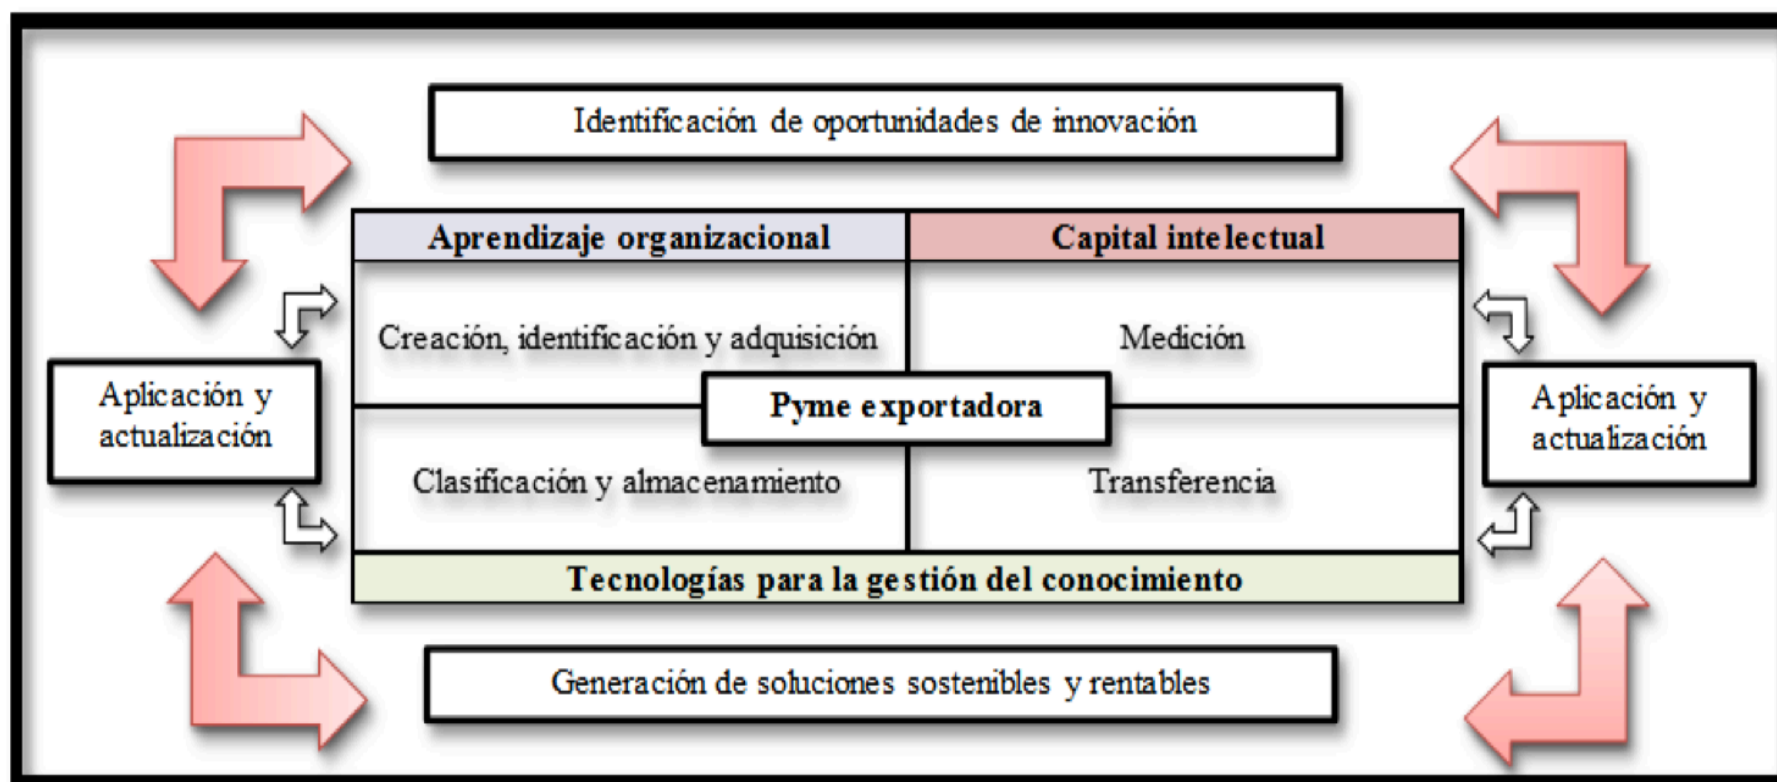 Identificación de oportunidades de innovación
Aprendizaje organizacional
Capital intelectual
Creación, identificación y adquisición
Medición
Aplicación y
actualización
Pyme exportadora
Aplicación y
actualización
Clasificación y almacenamiento
Transferencia
Tecnologías para la gestión del conocimiento
Generación de soluciones sostenibles y rentables